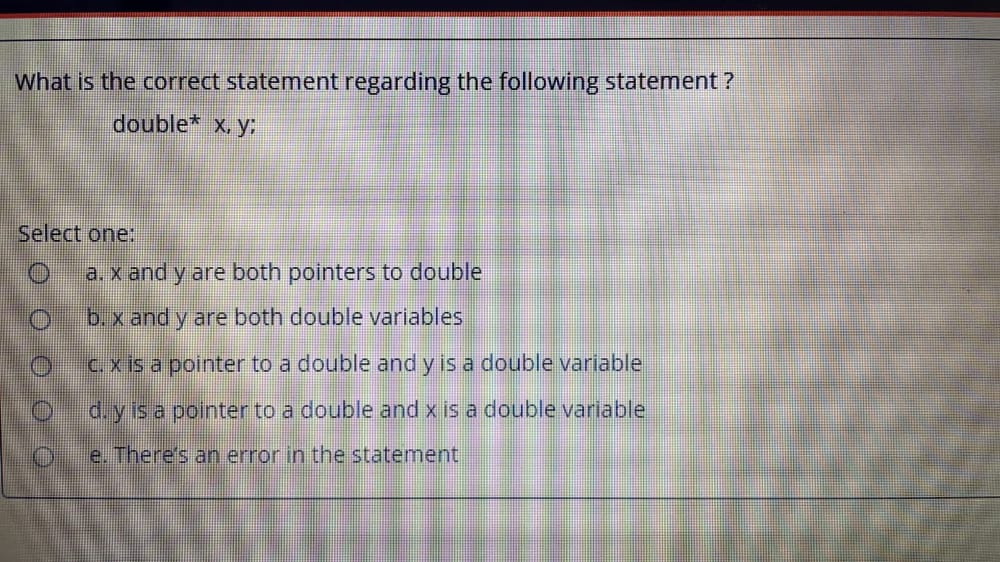 What is the correct statement regarding the following statement ?
double* x, y;
Select one:
a. x and y are both pointers to double
b. x and y are both double variables
c. x is a pointer to a double and y is a double variable
d. y is a pointer to a double and x is a double variable
e. There's an error in the statement